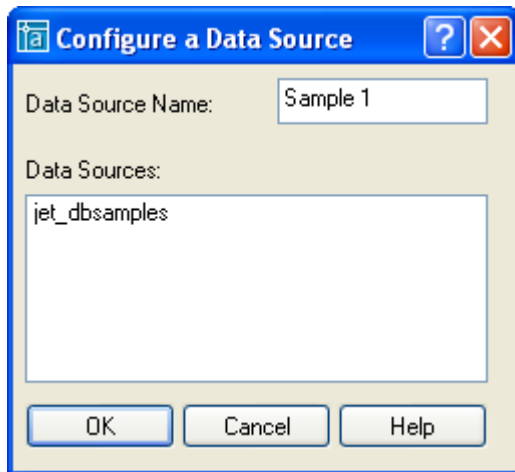 Configure a Data Source
Data Source Name: Sample 1
Data Sources:
jet_dbsamples
OK Cancel Help